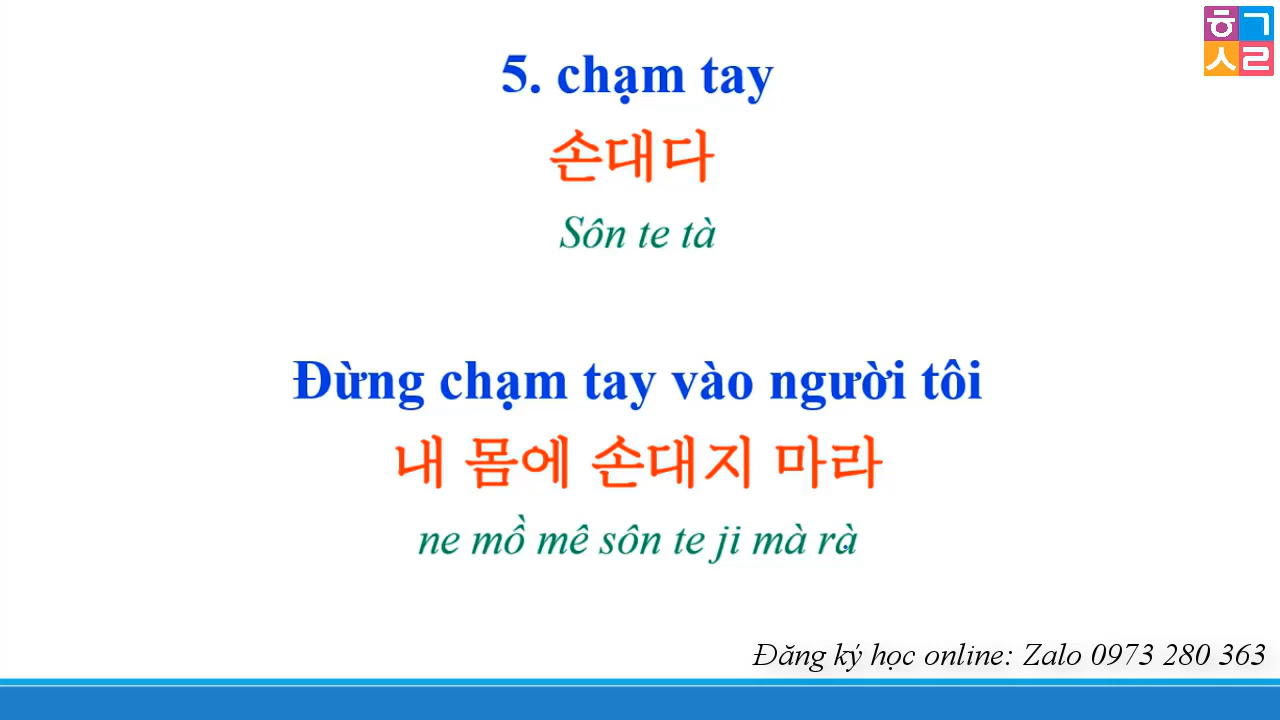 ㅎㄱ
ㅅㄹ
5. chạm tay
손대다
Sôn te tà
Đừng chạm tay vào người tôi
내 몸에 손대지 마라
ne mồ mê sôn te ji mà rà
Đăng ký học online: Zalo 0973 280 363